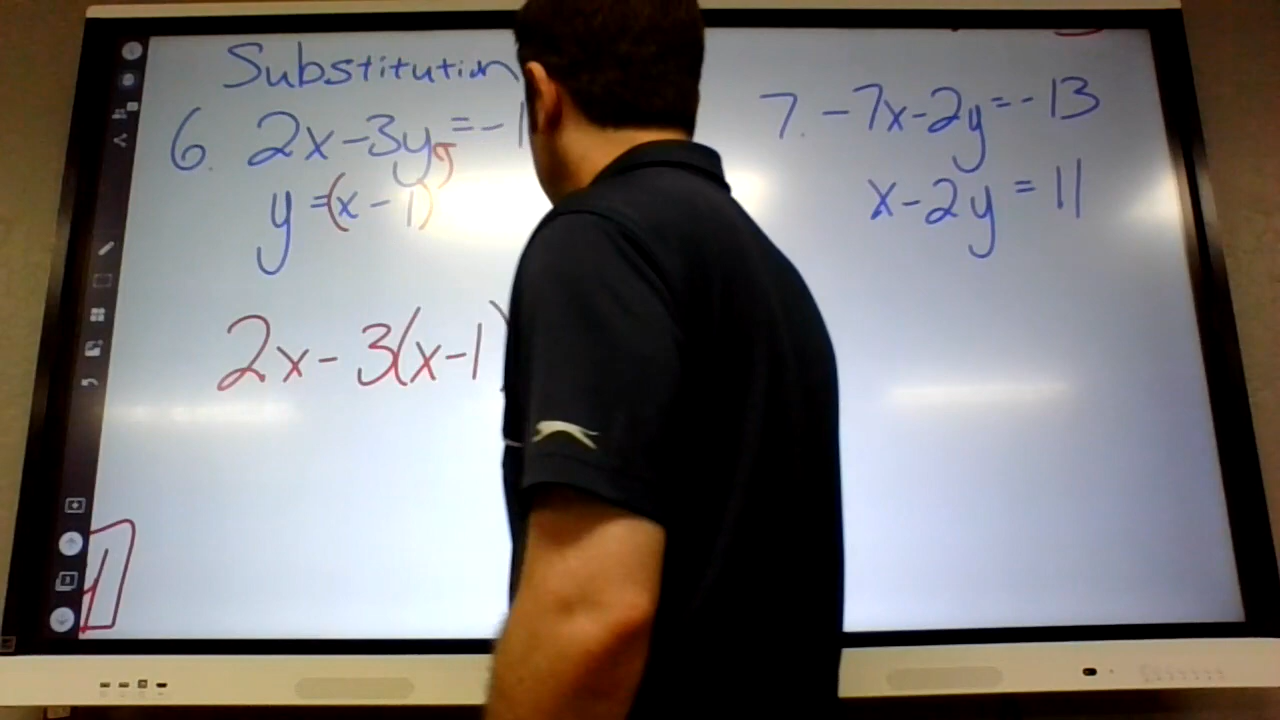 Substitution
6. 2x-3y=-1
y=(x-1)
2x-3(x-1)
7. -7x-2y=-13
x-2y=11